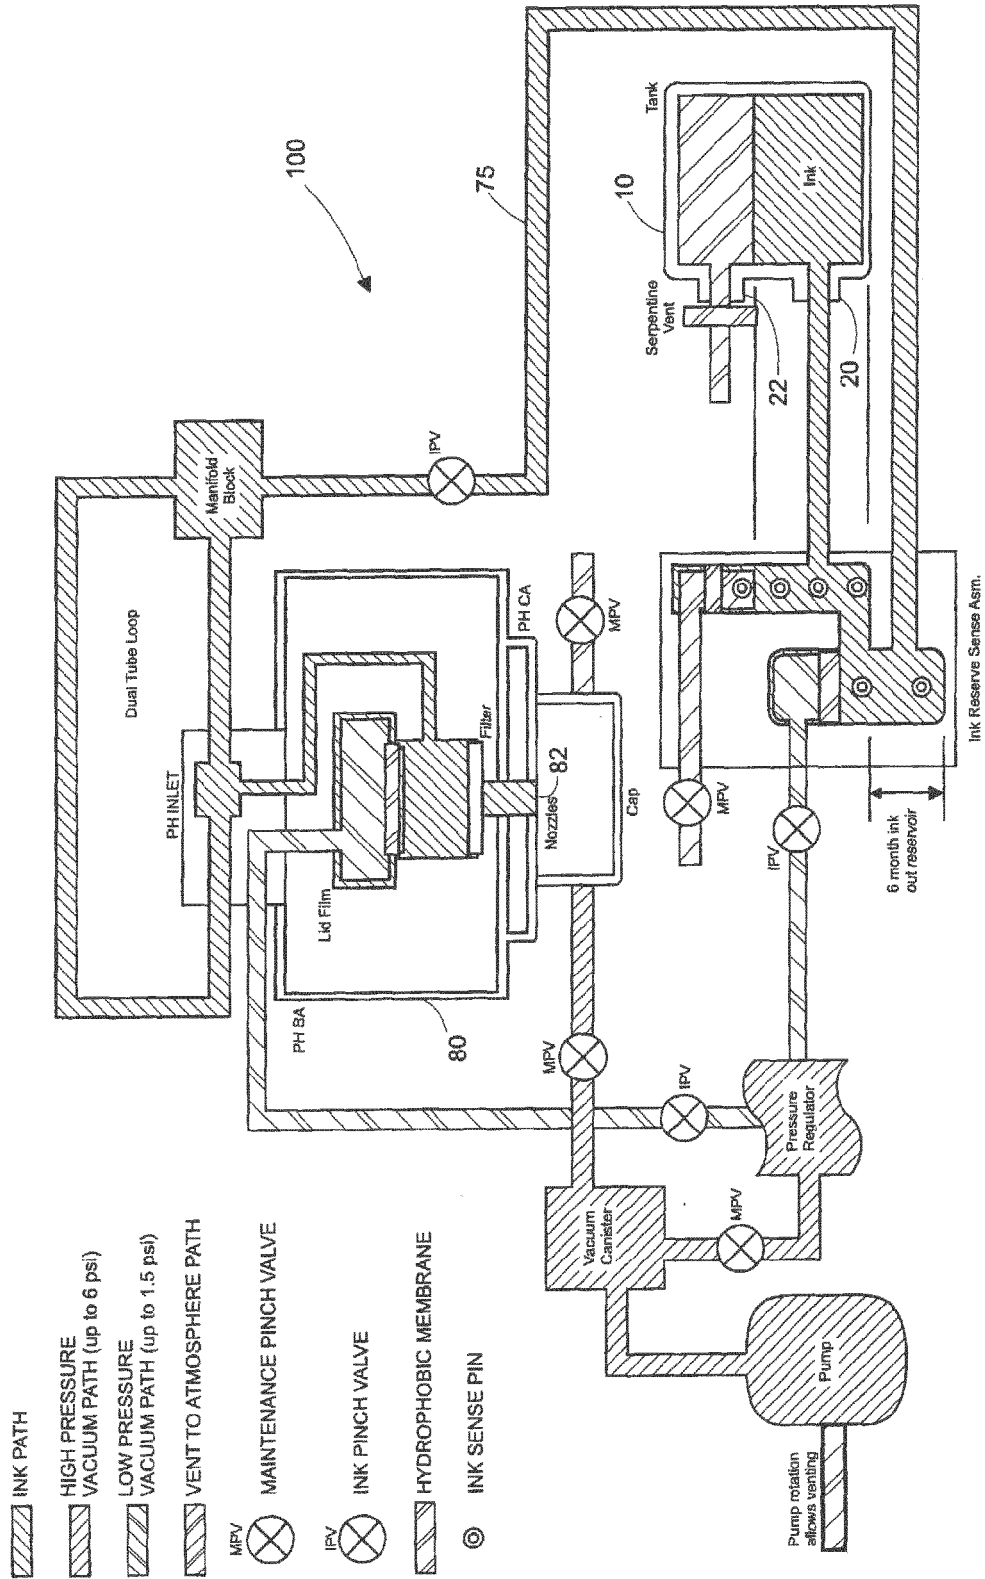 INK PATH
HIGH PRESSURE
VACUUM PATH (up to 6 psi)
LOW PRESSURE
VACUUM PATH (up to 1.5 psi)
VENT TO ATMOSPHERE PATH
MPV
MAINTENANCE PINCH VALVE
IPV
INK PINCH VALVE
HYDROPHOBIC MEMBRANE
INK SENSE PIN
100
75
Dual Tube Loop
Manifold
Block
IPV
PH INLET
Lid Film
PH BA
80
Filter
PH CA
Nozzles
82
Cap
MPV
MPV
Tank
10
Ink
Serpentine
Vent
22
20
MPV
IPV
6 month ink
out reservoir
Ink Reserve Sense Asm.
IPV
Pressure
Regulator
Vacuum
Canister
MPV
Pump
Pump rotation
allows venting